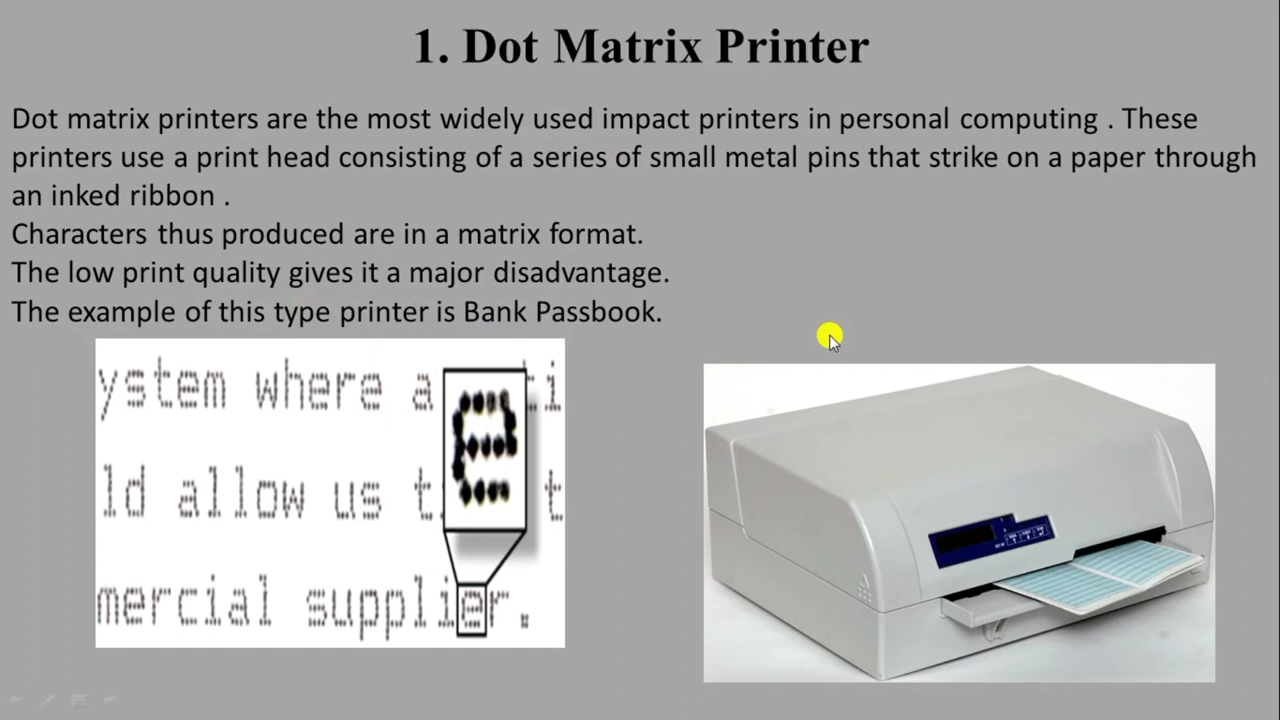 1. Dot Matrix Printer
Dot matrix printers are the most widely used impact printers in personal computing . These
printers use a print head consisting of a series of small metal pins that strike on a paper through
an inked ribbon .
Characters thus produced are in a matrix format.
The low print quality gives it a major disadvantage.
The example of this type printer is Bank Passbook.
ystem where a ti
ld allow us t t
mercial supplier.
e